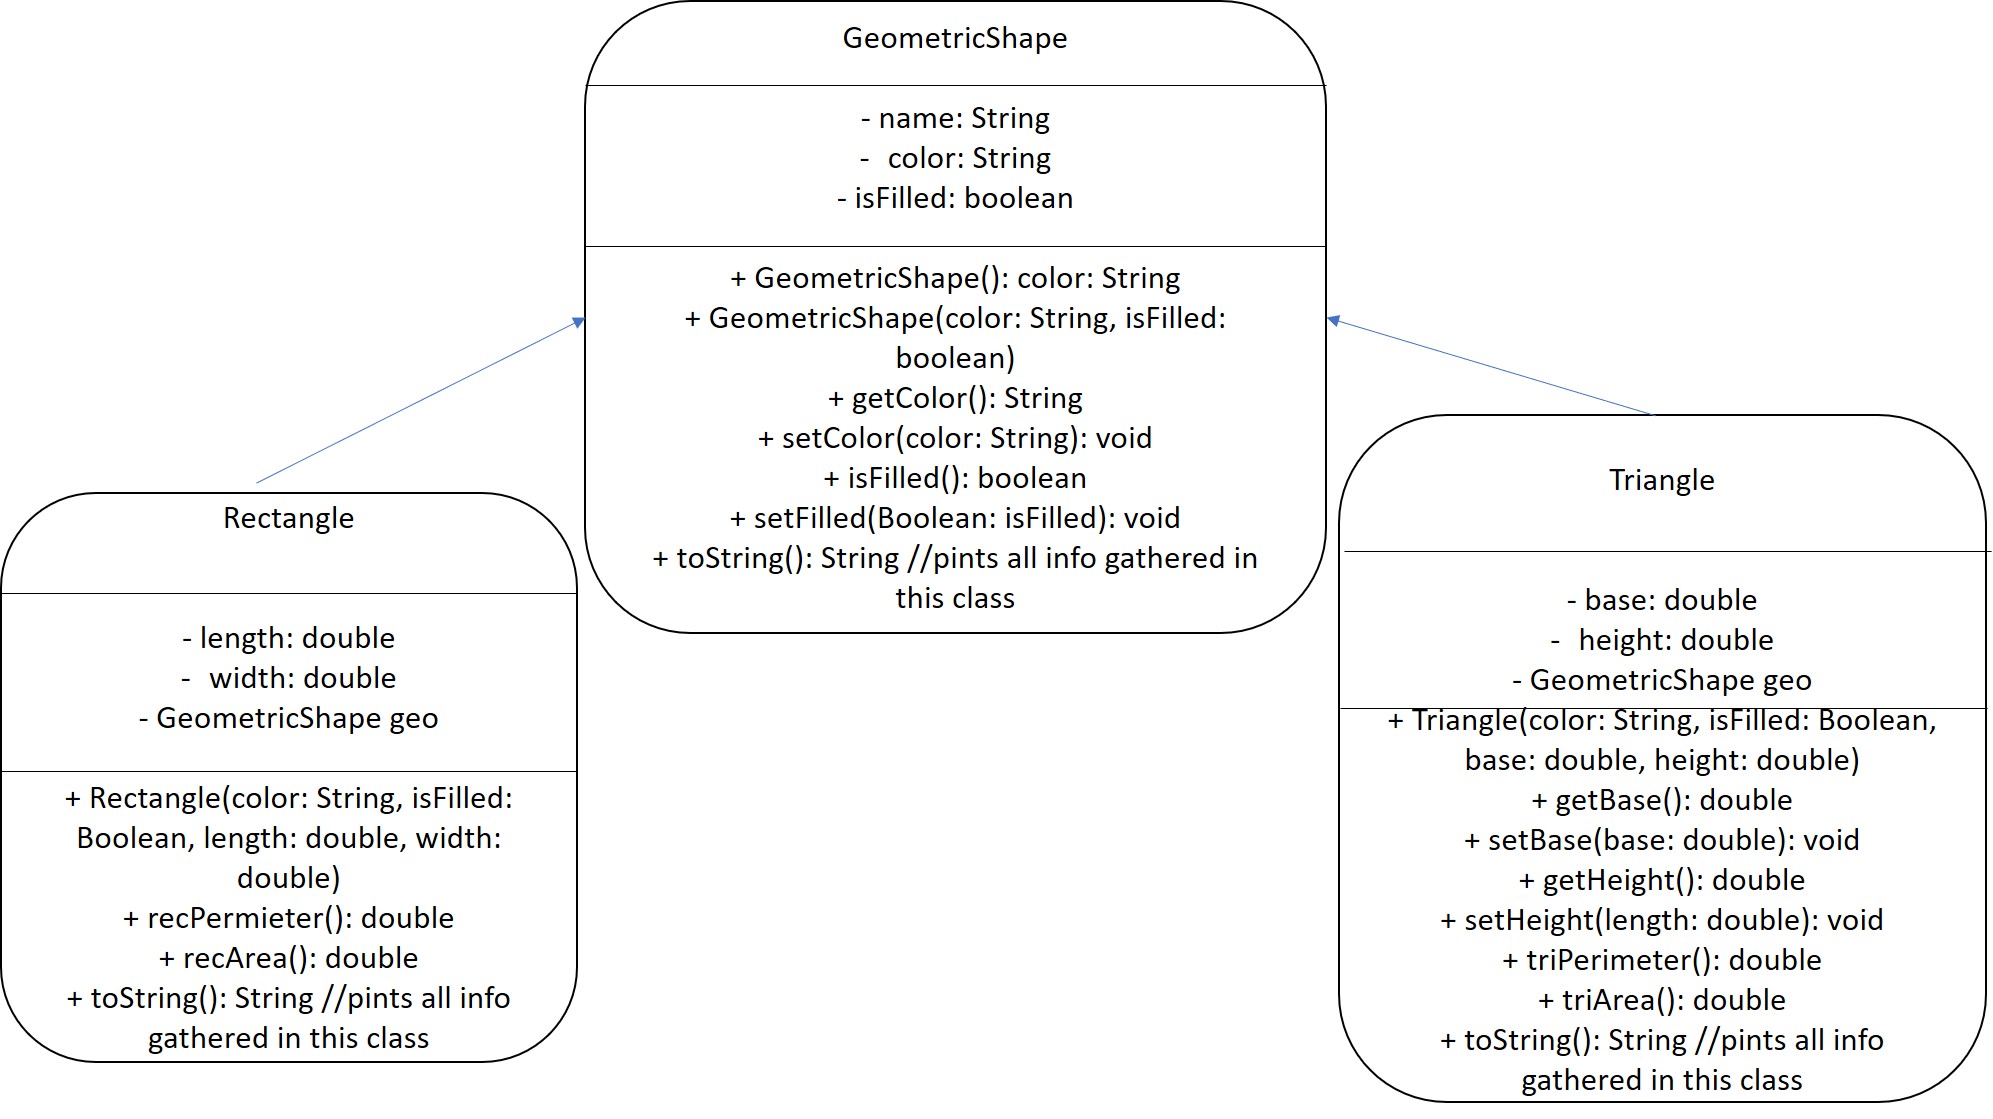 GeometricShape
- name: String
- color: String
- isFilled: boolean
+ GeometricShape(): color: String
+ GeometricShape(color: String, isFilled:
boolean)
+ getColor(): String
+ setColor(color: String): void
+ isFilled(): boolean
+ setFilled(Boolean: isFilled): void
+ toString(): String //pints all info gathered in
this class
Rectangle
- length: double
- width: double
- GeometricShape geo
+ Rectangle(color: String, isFilled:
Boolean, length: double, width:
double)
+ recPermieter(): double
+ recArea(): double
+ toString(): String //pints all info
gathered in this class
Triangle
- base: double
- height: double
- GeometricShape geo
+ Triangle(color: String, isFilled: Boolean,
base: double, height: double)
+ getBase(): double
+ setBase(base: double): void
+ getHeight(): double
+ setHeight(length: double): void
+ triPerimeter(): double
+ triArea(): double
+ toString(): String //pints all info
gathered in this class